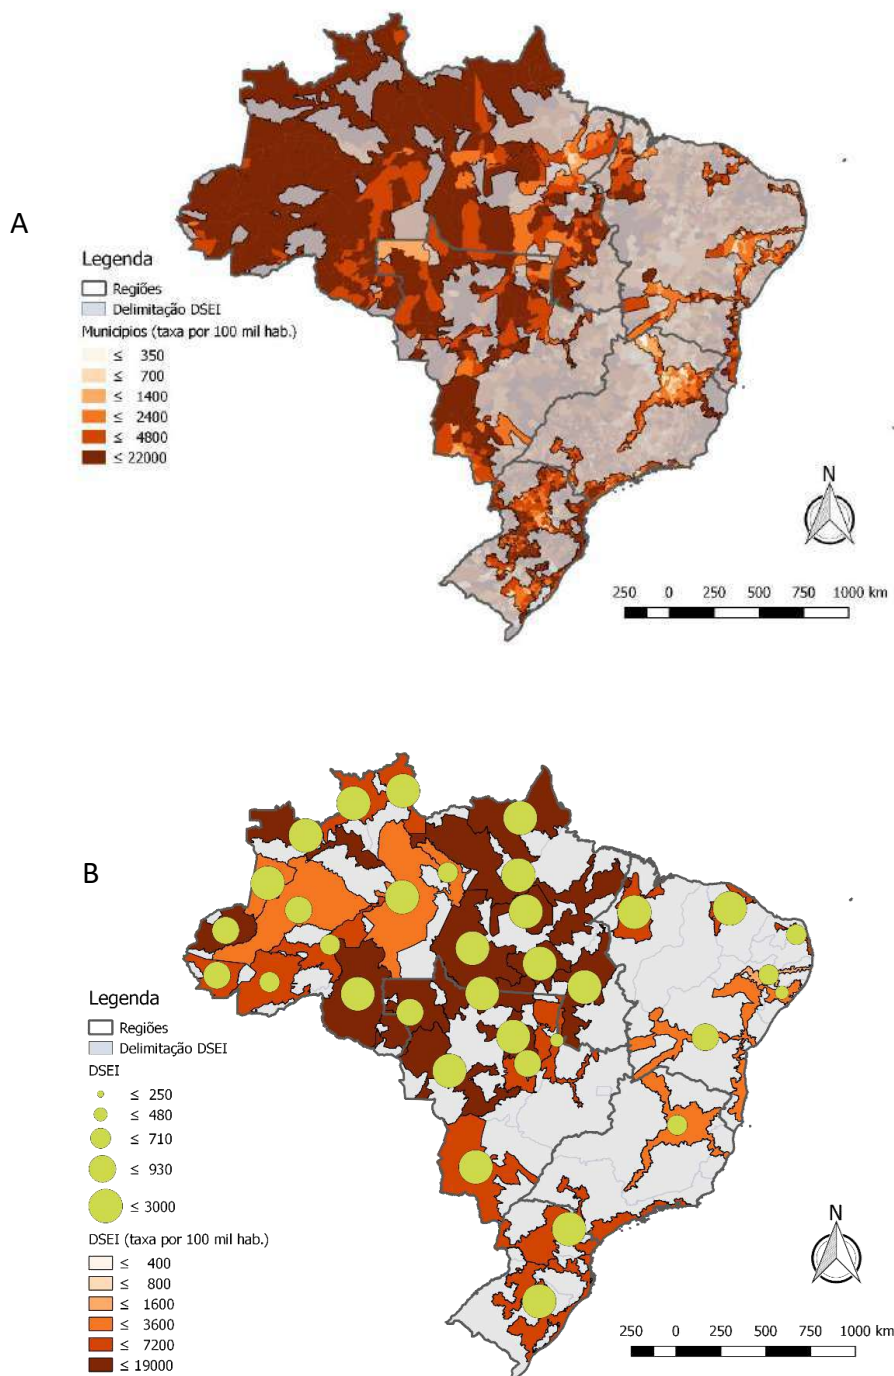 A
Legenda
Regiões
Delimitação DSEI
Municípios (taxa por 100 mil hab.)
≤ 350
≤ 700
≤ 1400
≤ 2400
≤ 4800
≤ 22000
N
250 0 250 500 750 1000 km
B
Legenda
Regiões
Delimitação DSEI
DSEI
≤ 250
≤ 480
≤ 710
≤ 930
≤ 3000
DSEI (taxa por 100 mil hab.)
≤ 400
≤ 800
≤ 1600
≤ 3600
≤ 7200
≤ 19000
N
250 0 250 500 750 1000 km